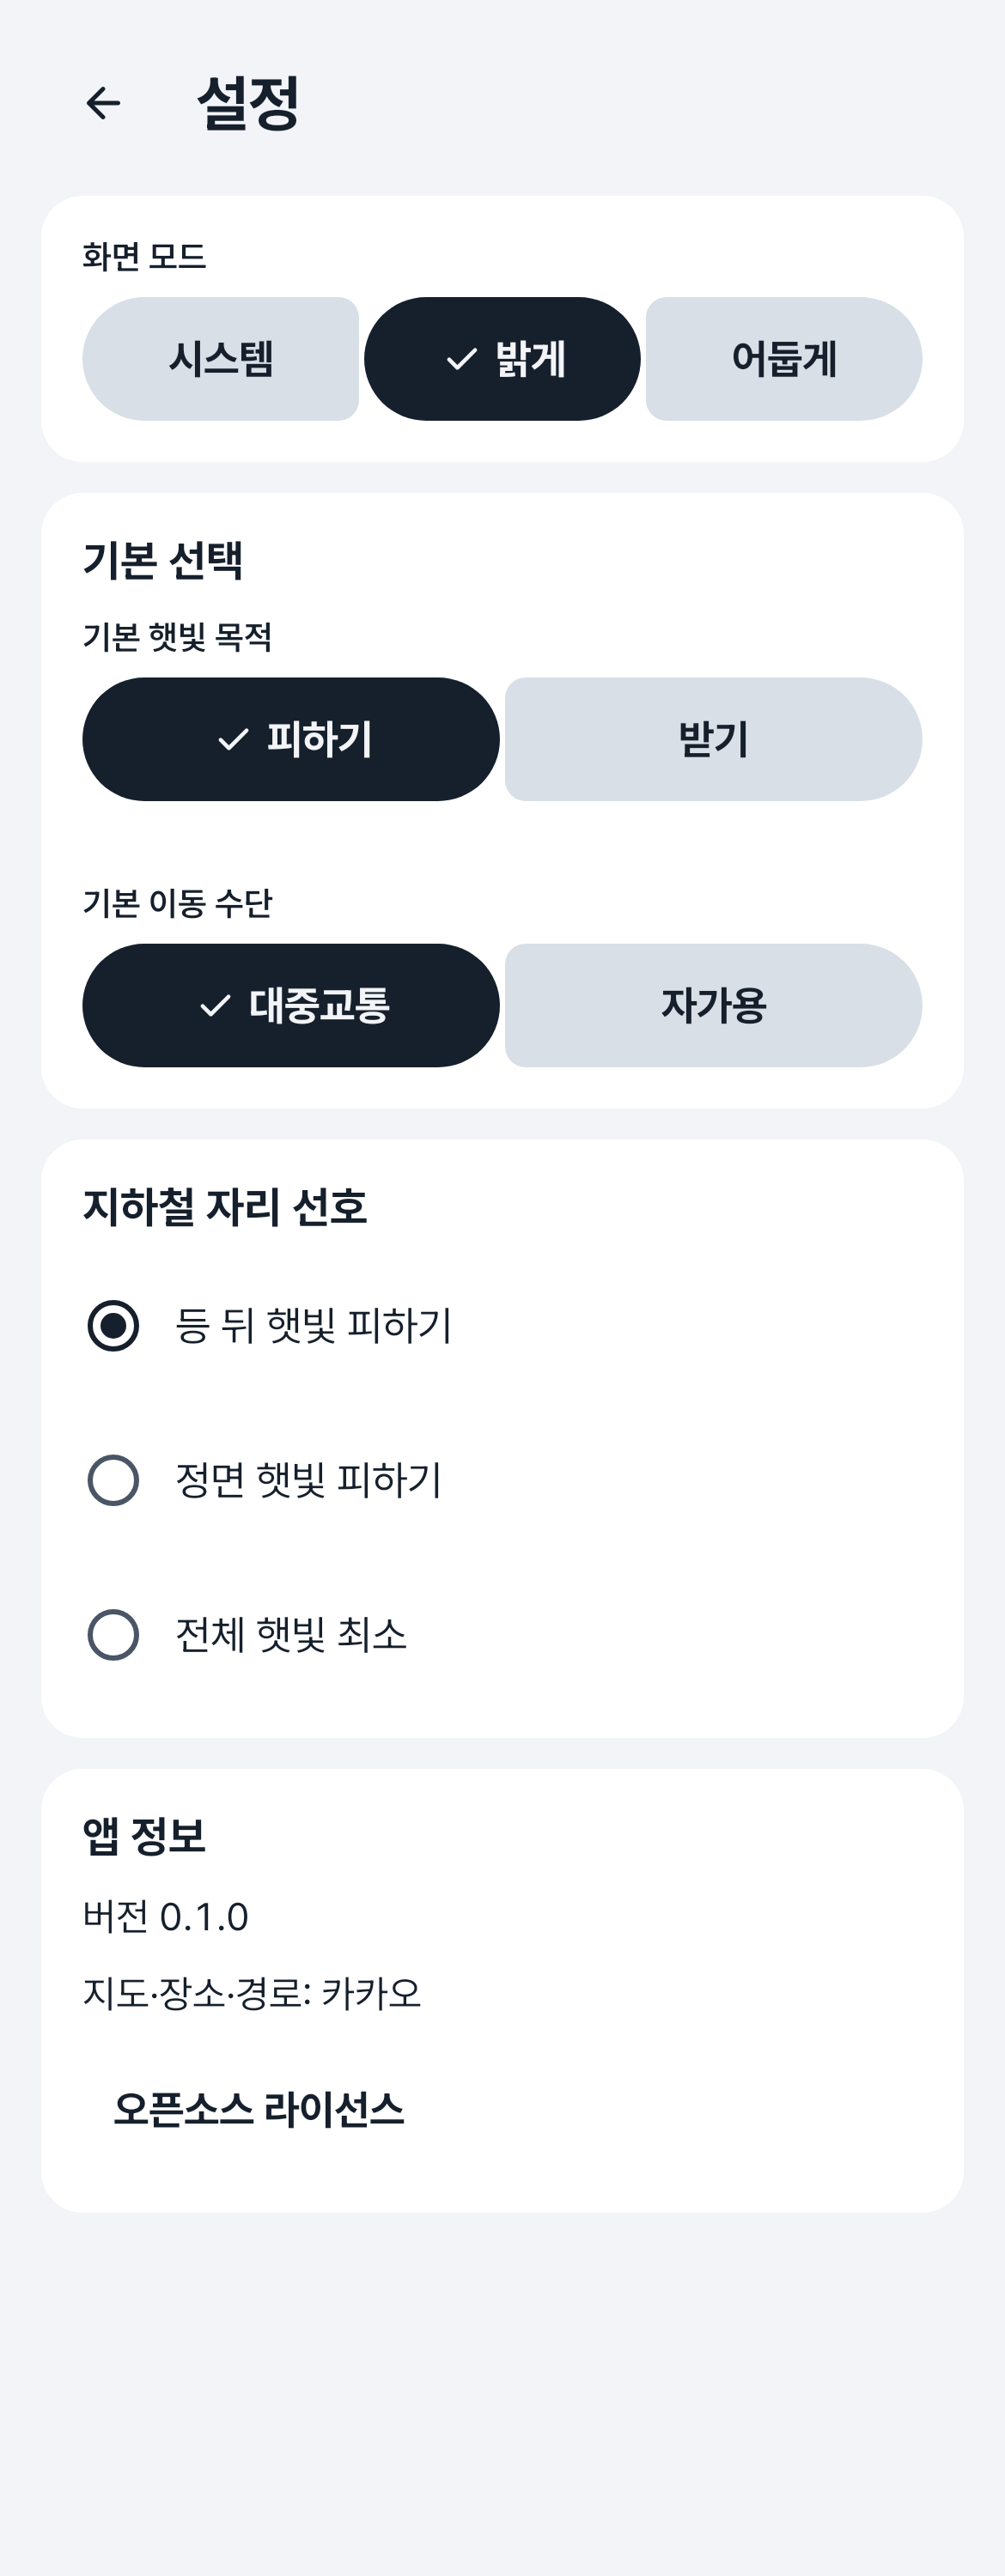 설정
화면 모드
시스템
밝게
어둡게
기본 선택
기본 햇빛 목적
피하기
받기
기본 이동 수단
대중교통
자가용
지하철 자리 선호
등 뒤 햇빛 피하기
정면 햇빛 피하기
전체 햇빛 최소
앱 정보
버전 0.1.0
지도·장소·경로: 카카오
오픈소스 라이선스